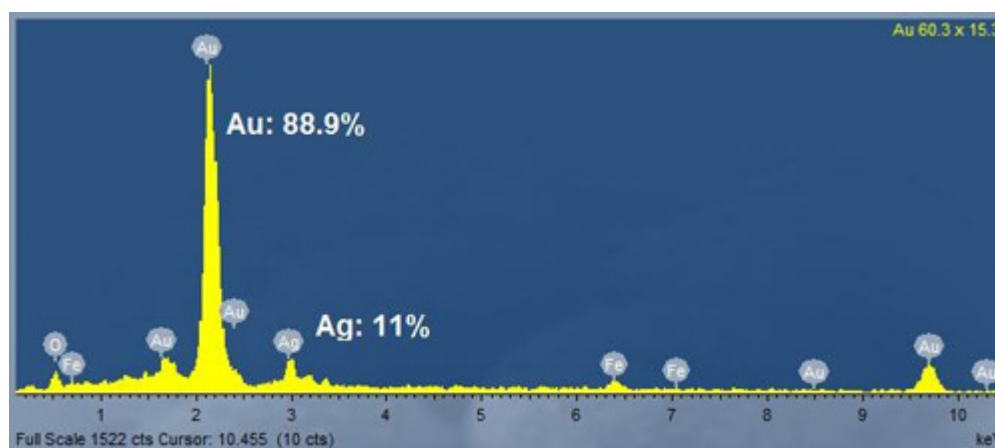 Au 60.3 x 15.3
Au
Au: 88.9%
Au
Ag: 11%
O
Fe
Au
Ag
Fe
Fe
Au
Au
Au
1 2 3 4 5 6 7 8 9 10
Full Scale 1522 cts Cursor: 10.455 (10 cts)